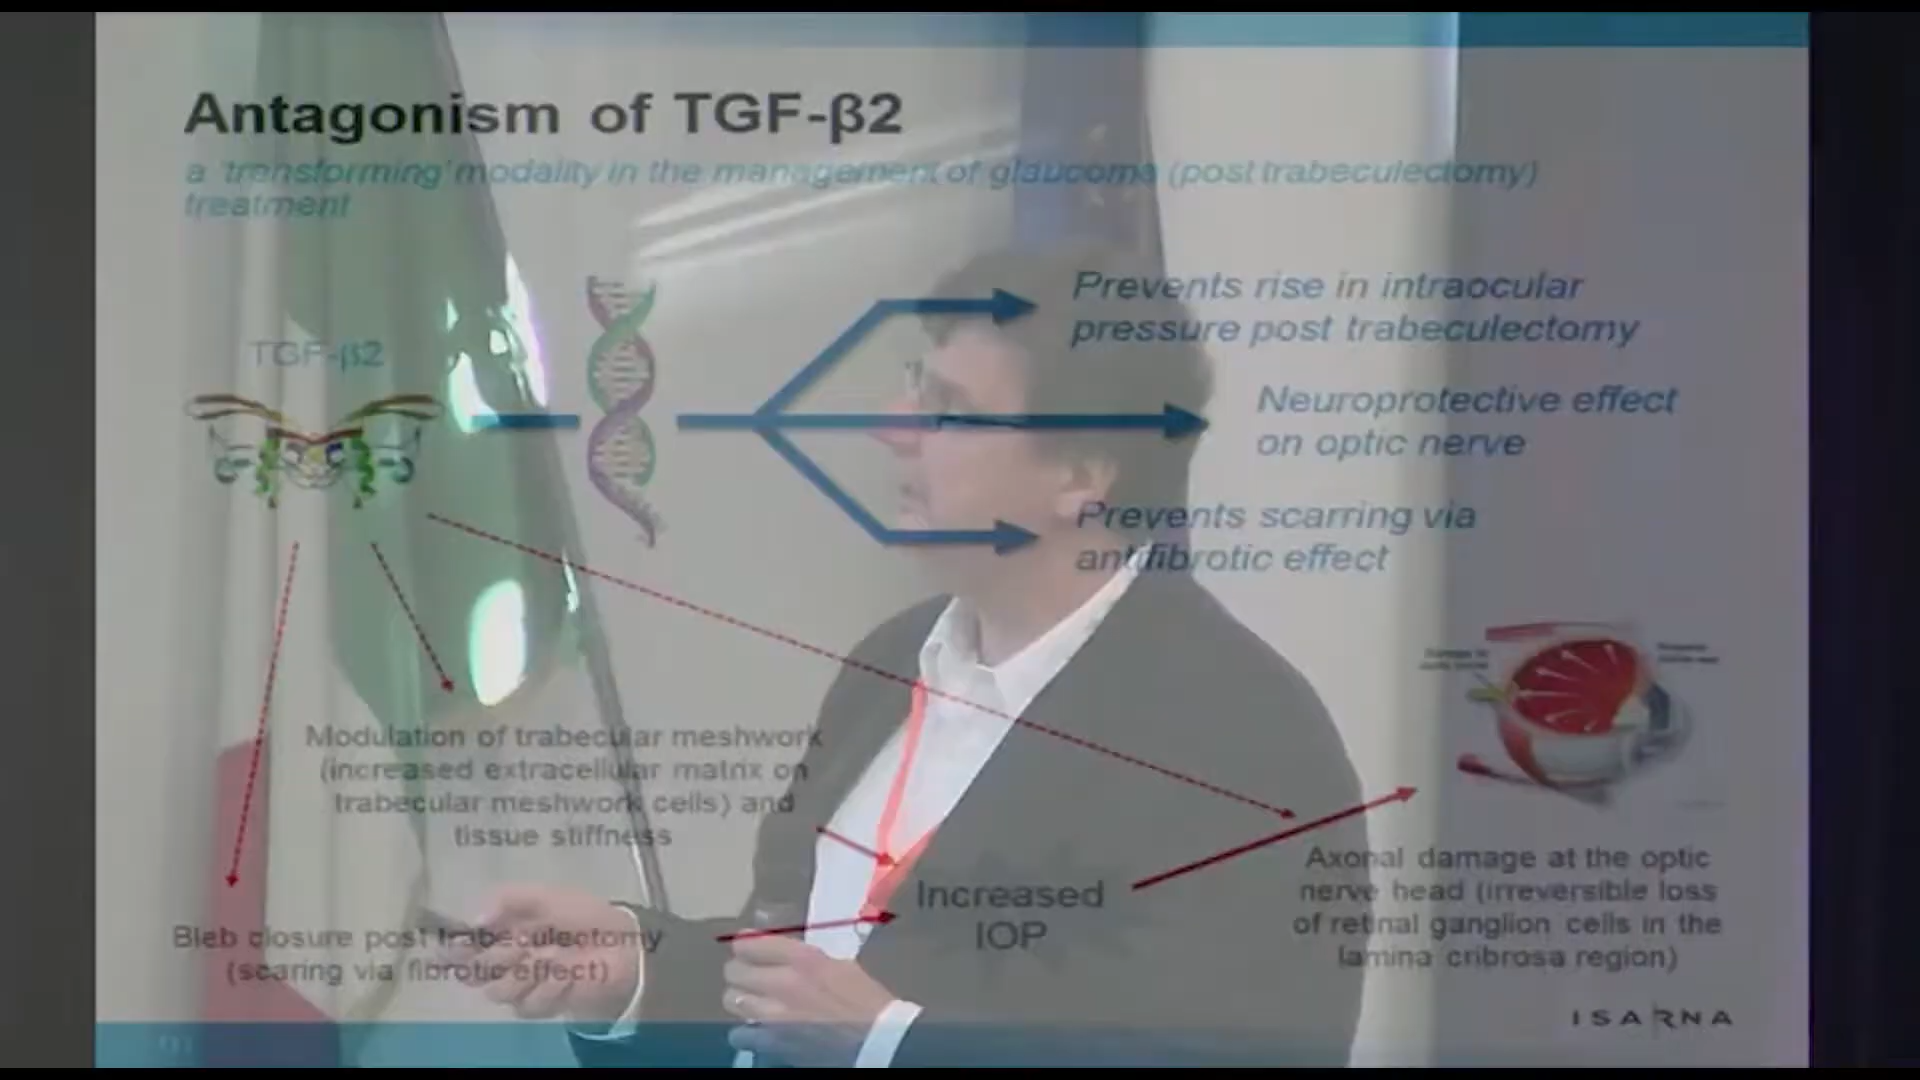 Antagonism of TGF-β2
a 'transforming' modality in the management of glaucoma (post trabeculectomy)
treatment
TGF-β2
Prevents rise in intraocular
pressure post trabeculectomy
Neuroprotective effect
on optic nerve
Prevents scarring via
antifibrotic effect
Modulation of trabecular meshwork
(increased extracellular matrix on
trabecular meshwork cells) and
tissue stiffness
Bleb closure post trabeculectomy
(scaring via fibrotic effect)
Increased
IOP
Axonal damage at the optic
nerve head (irreversible loss
of retinal ganglion cells in the
lamina cribrosa region)
ISARNA